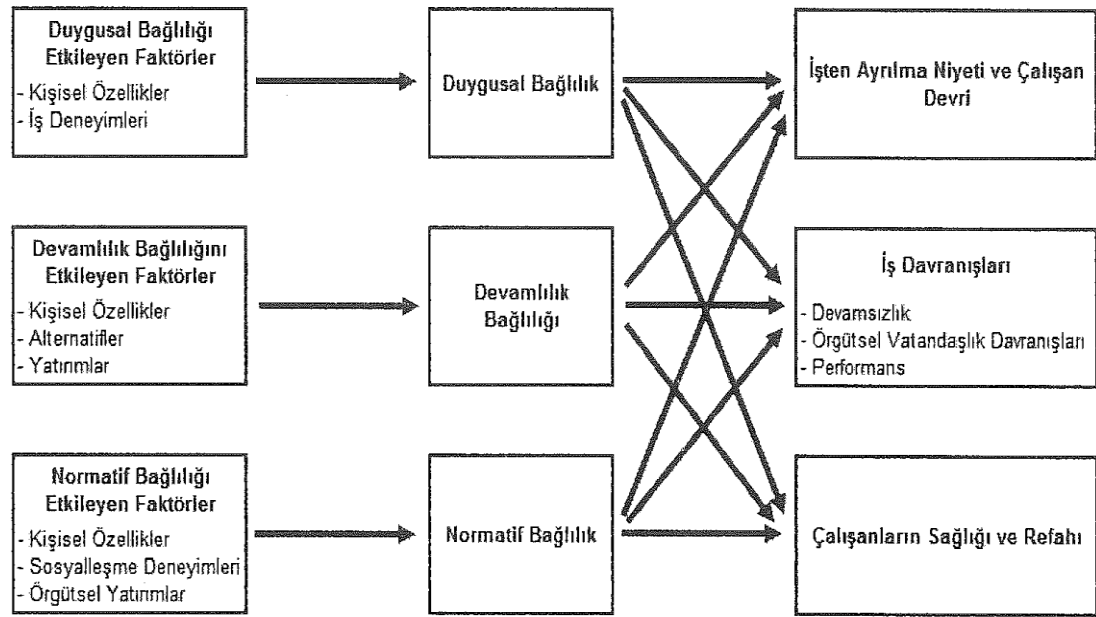 Duygusal Bağlılığı
Etkileyen Faktörler
- Kişisel Özellikler
- İş Deneyimleri
Duygusal Bağlılık
İşten Ayrılma Niyeti ve Çalışan
Devri
Devamlılık Bağlılığını
Etkileyen Faktörler
- Kişisel Özellikler
- Alternatifler
- Yatırımlar
Devamlılık
Bağlılığı
İş Davranışları
- Devamsızlık
- Örgütsel Vatandaşlık Davranışları
- Performans
Normatif Bağlılığı
Etkileyen Faktörler
- Kişisel Özellikler
- Sosyalleşme Deneyimleri
- Örgütsel Yatırımlar
Normatif Bağlılık
Çalışanların Sağlığı ve Refahı